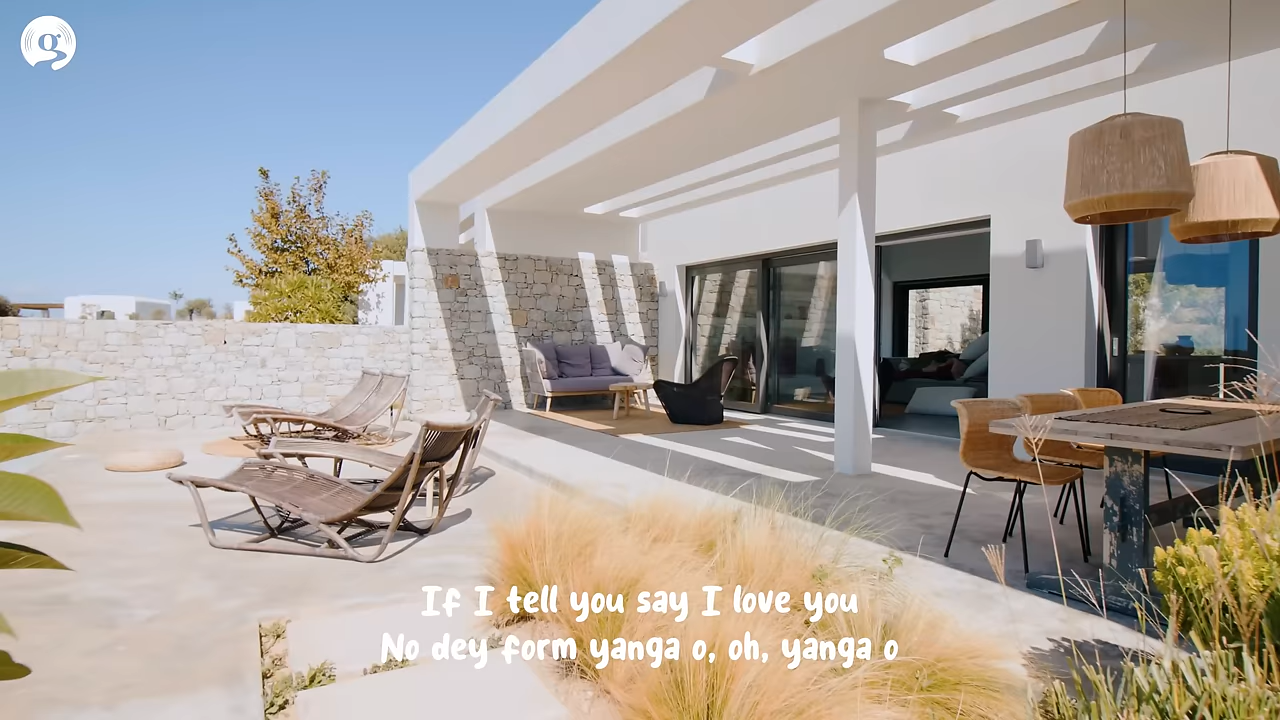 g
If I tell you say I love you
No dey form yanga o, oh, yanga o